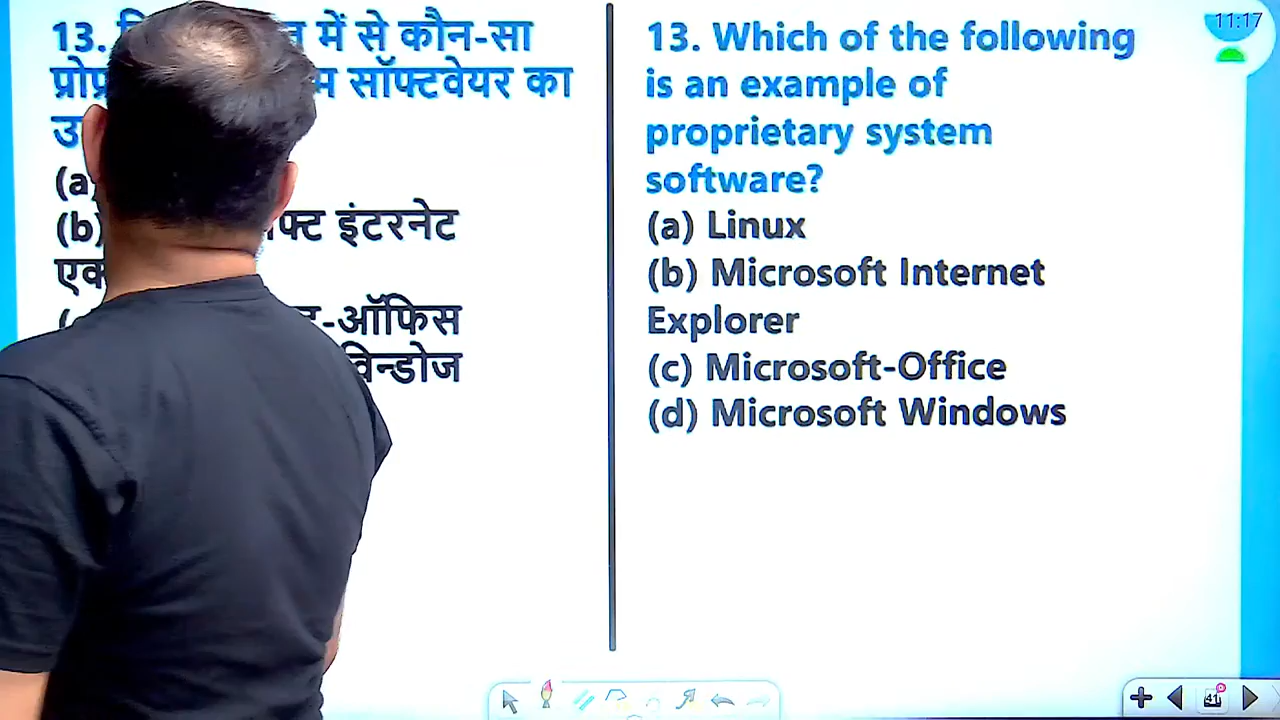 13. में से कौन-सा
सॉफ्टवेयर का
(a)
(b) इंटरनेट
-ऑफिस
विन्डोज
13. Which of the following
is an example of
proprietary system
software?
(a) Linux
(b) Microsoft Internet
Explorer
(c) Microsoft-Office
(d) Microsoft Windows
11:17
41